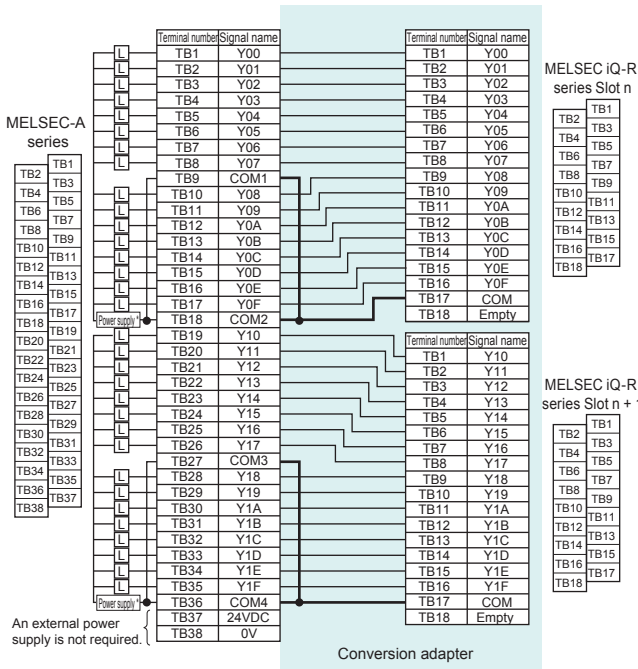 MELSEC-A
series
TB1
TB2
TB3
TB4
TB5
TB6
TB7
TB8
TB9
TB10
TB11
TB12
TB13
TB14
TB15
TB16
TB17
TB18
TB19
TB20
TB21
TB22
TB23
TB24
TB25
TB26
TB27
TB28
TB29
TB30
TB31
TB32
TB33
TB34
TB35
TB36
TB37
TB38
Terminal number Signal name
L TB1 Y00
L TB2 Y01
L TB3 Y02
L TB4 Y03
L TB5 Y04
L TB6 Y05
L TB7 Y06
L TB8 Y07
TB9 COM1
L TB10 Y08
L TB11 Y09
L TB12 Y0A
L TB13 Y0B
L TB14 Y0C
L TB15 Y0D
L TB16 Y0E
L TB17 Y0F
Power supply * TB18 COM2
L TB19 Y10
L TB20 Y11
L TB21 Y12
L TB22 Y13
L TB23 Y14
L TB24 Y15
L TB25 Y16
L TB26 Y17
TB27 COM3
L TB28 Y18
L TB29 Y19
L TB30 Y1A
L TB31 Y1B
L TB32 Y1C
L TB33 Y1D
L TB34 Y1E
L TB35 Y1F
Power supply * TB36 COM4
TB37 24VDC
TB38 0V
An external power
supply is not required.
Terminal number Signal name
TB1 Y00
TB2 Y01
TB3 Y02
TB4 Y03
TB5 Y04
TB6 Y05
TB7 Y06
TB8 Y07
TB9 Y08
TB10 Y09
TB11 Y0A
TB12 Y0B
TB13 Y0C
TB14 Y0D
TB15 Y0E
TB16 Y0F
TB17 COM
TB18 Empty
Terminal number Signal name
TB1 Y10
TB2 Y11
TB3 Y12
TB4 Y13
TB5 Y14
TB6 Y15
TB7 Y16
TB8 Y17
TB9 Y18
TB10 Y19
TB11 Y1A
TB12 Y1B
TB13 Y1C
TB14 Y1D
TB15 Y1E
TB16 Y1F
TB17 COM
TB18 Empty
Conversion adapter
MELSEC iQ-R
series Slot n
TB1
TB2
TB3
TB4
TB5
TB6
TB7
TB8
TB9
TB10
TB11
TB12
TB13
TB14
TB15
TB16
TB17
TB18
MELSEC iQ-R
series Slot n +
TB1
TB2
TB3
TB4
TB5
TB6
TB7
TB8
TB9
TB10
TB11
TB12
TB13
TB14
TB15
TB16
TB17
TB18